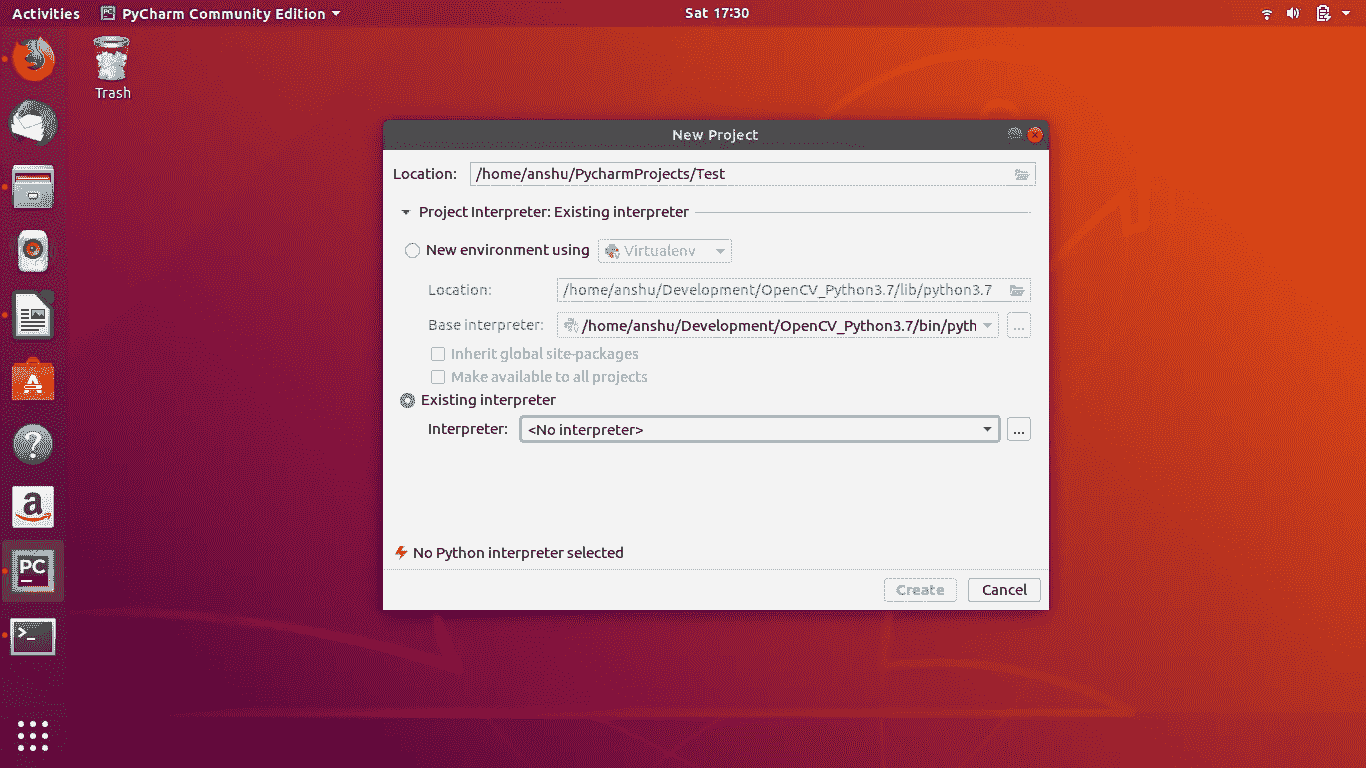 Activities PyCharm Community Edition Sat 17:30
Trash
New Project
Location: /home/anshu/PycharmProjects/Test
Project Interpreter: Existing interpreter
New environment using Virtualenv
Location: /home/anshu/Development/OpenCV_Python3.7/lib/python3.7
Base interpreter: /home/anshu/Development/OpenCV_Python3.7/bin/pyth ...
Inherit global site-packages
Make available to all projects
Existing interpreter
Interpreter: <No interpreter> ...
No Python interpreter selected
Create Cancel
a
PC
>_